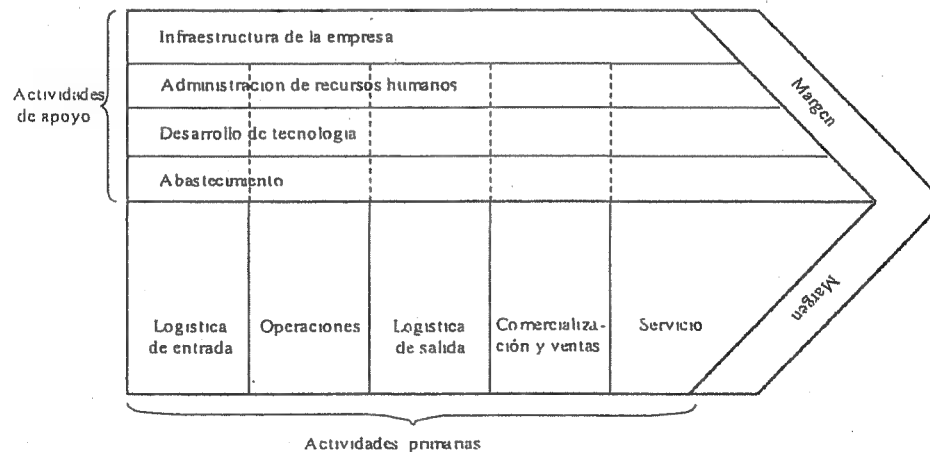 Infraestructura de la empresa
Administracion de recursos humanos
Actividades
de apoyo
Desarrollo de tecnologia
Abastecimiento
Margen
Margen
Logistica
de entrada
Operaciones
Logistica
de salida
Comercializa-
ción y ventas
Servicio
Actividades primarias